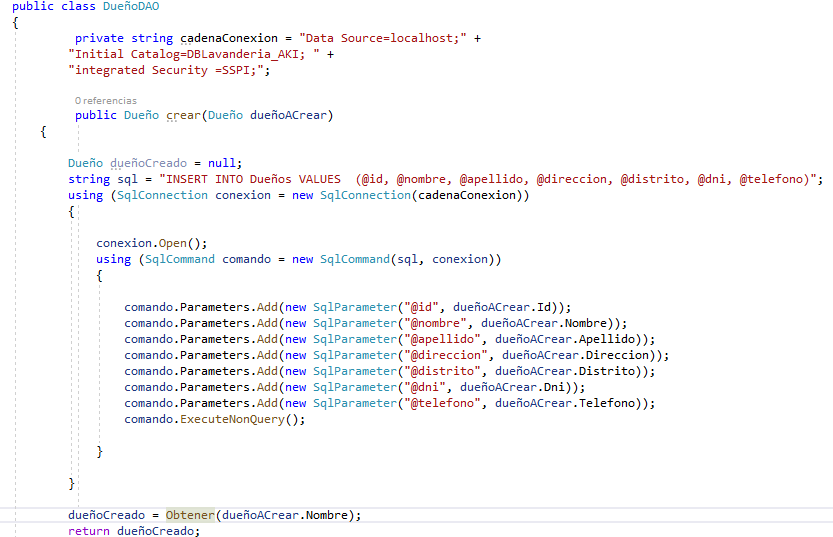 public class DueñoDAO
{
private string cadenaConexion = "Data Source=localhost;" +
"Initial Catalog=DBLavanderia_AKI; " +
"integrated Security =SSPI;";
0 referencias
public Dueño crear(Dueño dueñoACrear)
{
Dueño dueñoCreado = null;
string sql = "INSERT INTO Dueños VALUES  (@id, @nombre, @apellido, @direccion, @distrito, @dni, @telefono)";
using (SqlConnection conexion = new SqlConnection(cadenaConexion))
{
conexion.Open();
using (SqlCommand comando = new SqlCommand(sql, conexion))
{
comando.Parameters.Add(new SqlParameter("@id", dueñoACrear.Id));
comando.Parameters.Add(new SqlParameter("@nombre", dueñoACrear.Nombre));
comando.Parameters.Add(new SqlParameter("@apellido", dueñoACrear.Apellido));
comando.Parameters.Add(new SqlParameter("@direccion", dueñoACrear.Direccion));
comando.Parameters.Add(new SqlParameter("@distrito", dueñoACrear.Distrito));
comando.Parameters.Add(new SqlParameter("@dni", dueñoACrear.Dni));
comando.Parameters.Add(new SqlParameter("@telefono", dueñoACrear.Telefono));
comando.ExecuteNonQuery();
}
}
dueñoCreado = Obtener(dueñoACrear.Nombre);
return dueñoCreado;